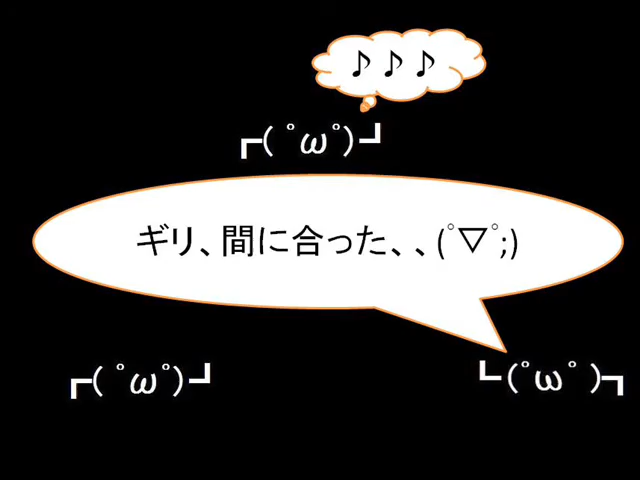 ♪♪♪
┏( ﾟωﾟ)┛
ギリ、間に合った、、(ﾟ▽ﾟ;)
┏( ﾟωﾟ)┛
┗(ﾟωﾟ )┓